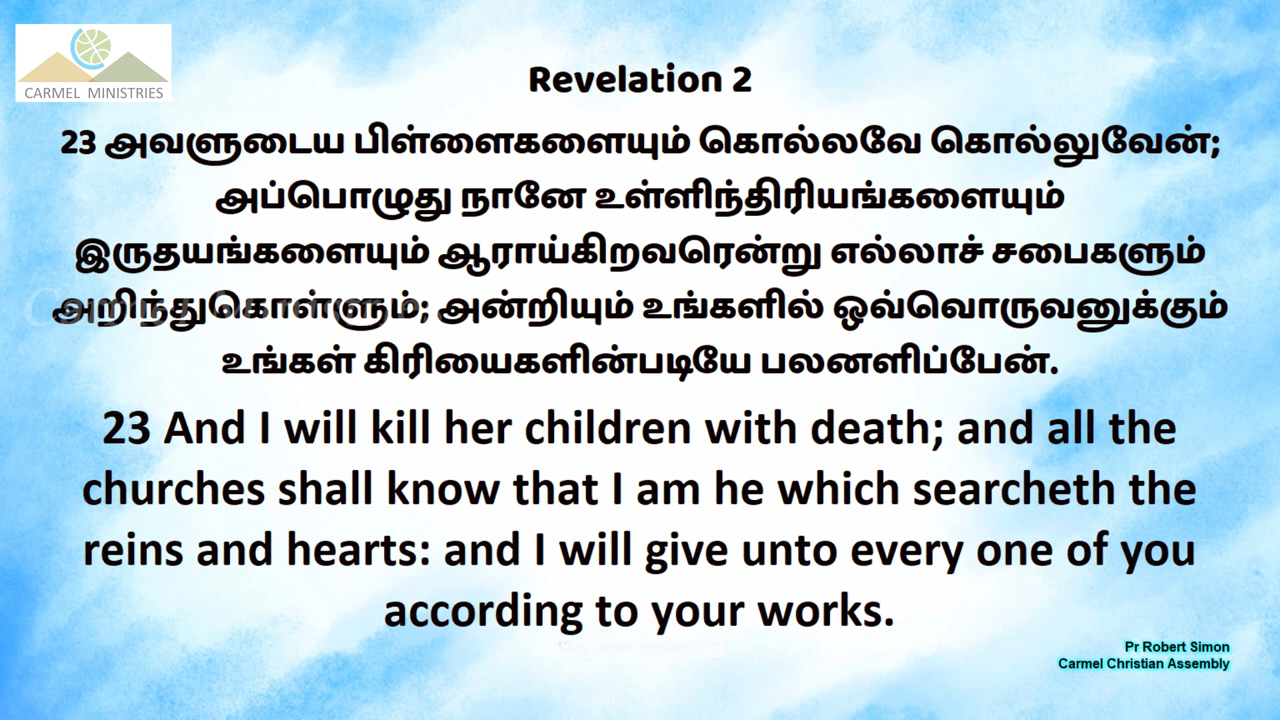 CARMEL MINISTRIES
Revelation 2
23 அவளுடைய பிள்ளைகளையும் கொல்லவே கொல்லுவேன்;
அப்பொழுது நானே உள்ளிந்திரியங்களையும்
இருதயங்களையும் ஆராய்கிறவரென்று எல்லாச் சபைகளும்
அறிந்துகொள்ளும்; அன்றியும் உங்களில் ஒவ்வொருவனுக்கும்
உங்கள் கிரியைகளின்படியே பலனளிப்பேன்.
23 And I will kill her children with death; and all the
churches shall know that I am he which searcheth the
reins and hearts: and I will give unto every one of you
according to your works.
Pr Robert Simon
Carmel Christian Assembly